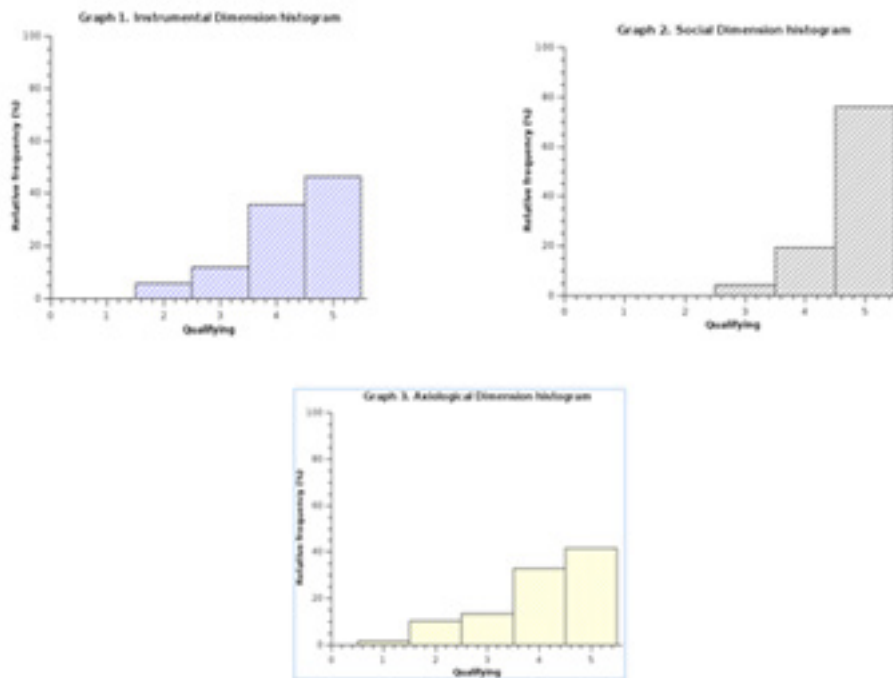 Graph 1. Instrumental Dimension histogram
100
80
60
40
20
0
Relative frequency (%)
0 1 2 3 4 5
Qualifying
Graph 2. Social Dimension histogram
100
80
60
40
20
0
Relative frequency (%)
0 1 2 3 4 5
Qualifying
Graph 3. Axiological Dimension histogram
100
80
60
40
20
0
Relative frequency (%)
0 1 2 3 4 5
Qualifying